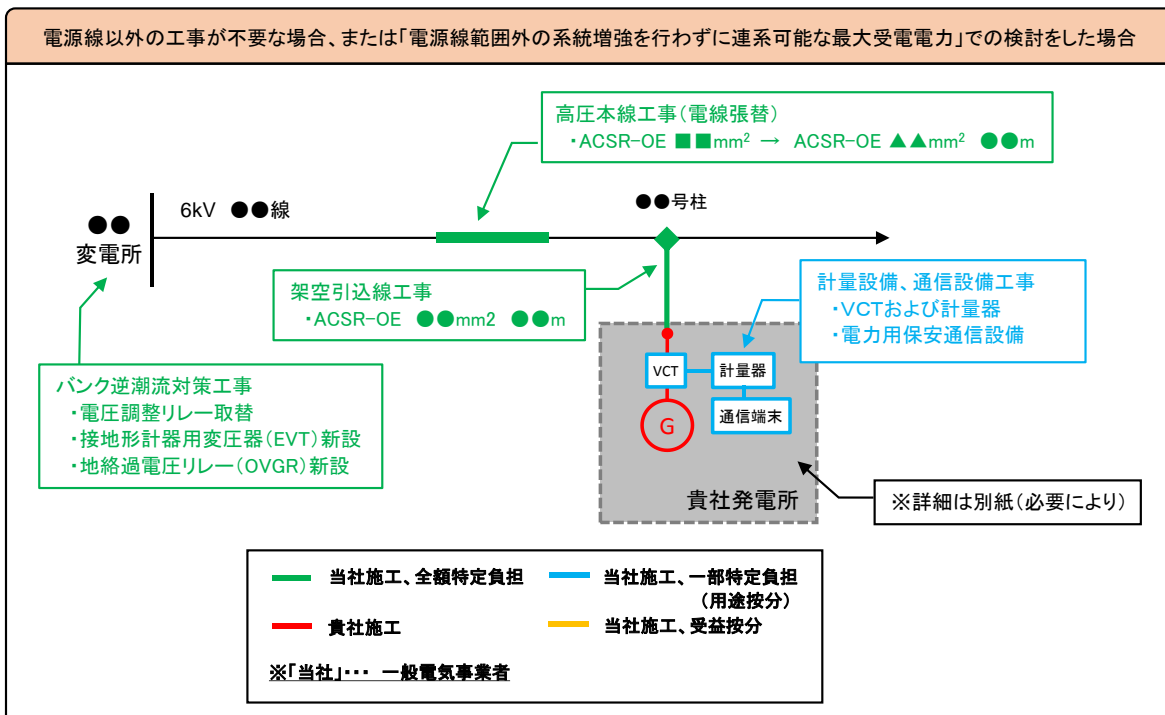 電源線以外の工事が不要な場合、または「電源線範囲外の系統増強を行わずに連系可能な最大受電電力」での検討をした場合
高圧本線工事(電線張替)
・ACSR-OE ■■mm² → ACSR-OE ▲▲mm² ●●m
6kV ●●線
●●号柱
●●
変電所
架空引込線工事
・ACSR-OE ●●mm2 ●●m
計量設備、通信設備工事
・VCTおよび計量器
・電力用保安通信設備
バンク逆潮流対策工事
・電圧調整リレー取替
・接地形計器用変圧器(EVT)新設
・地絡過電圧リレー(OVGR)新設
VCT
計量器
通信端末
G
貴社発電所
※詳細は別紙(必要により)
当社施工、全額特定負担
当社施工、一部特定負担
(用途按分)
貴社施工
当社施工、受益按分
※「当社」・・・ 一般電気事業者